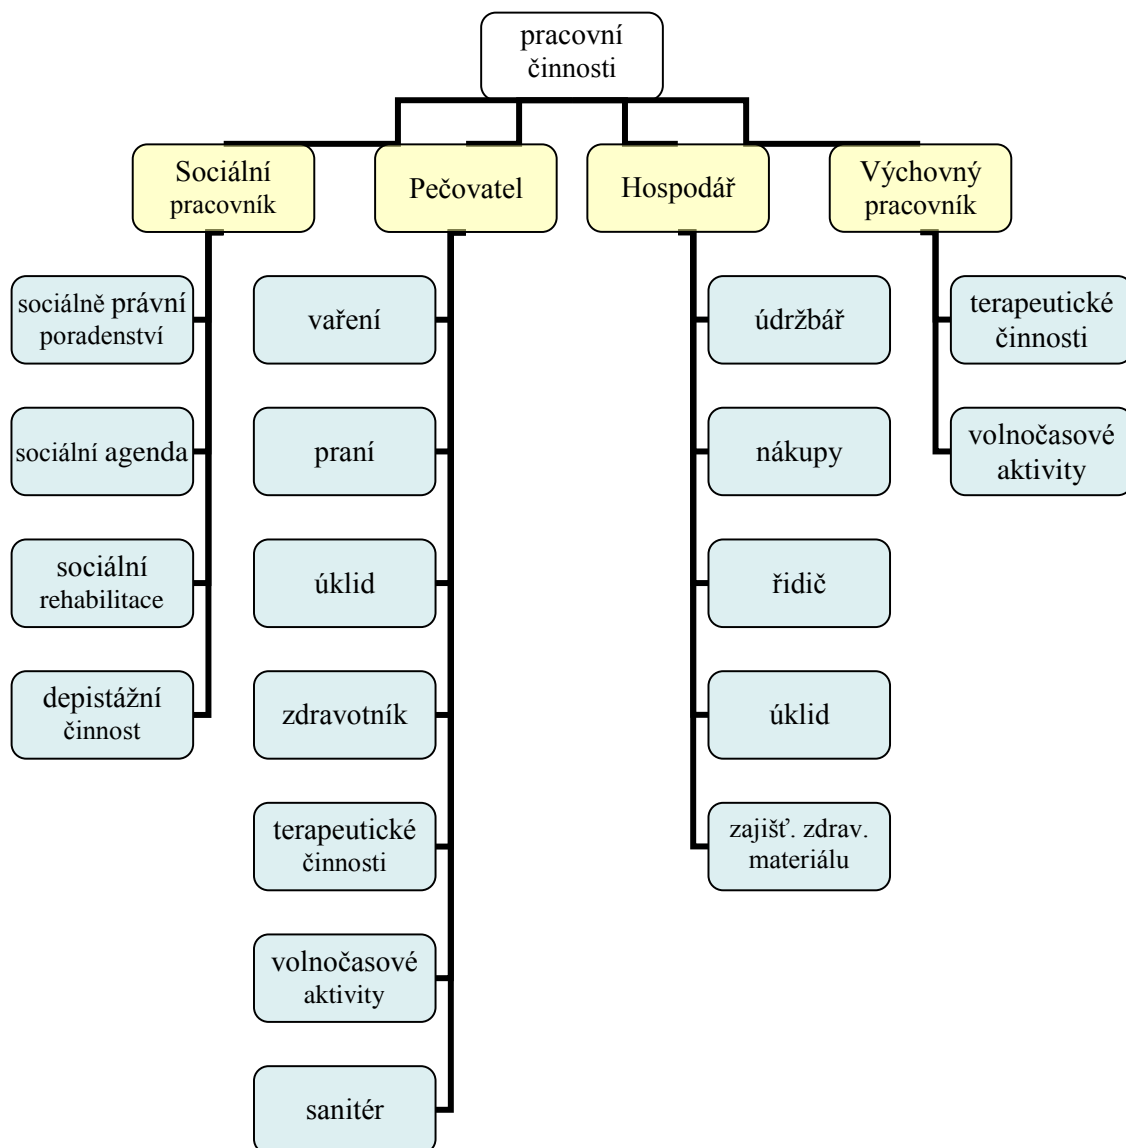 pracovní
činnosti
Sociální
pracovník
Pečovatel
Hospodář
Výchovný
pracovník
sociálně právní
poradenství
sociální agenda
sociální
rehabilitace
depistážní
činnost
vaření
praní
úklid
zdravotník
terapeutické
činnosti
volnočasové
aktivity
sanitér
údržbář
nákupy
řidič
úklid
zajišť. zdrav.
materiálu
terapeutické
činnosti
volnočasové
aktivity